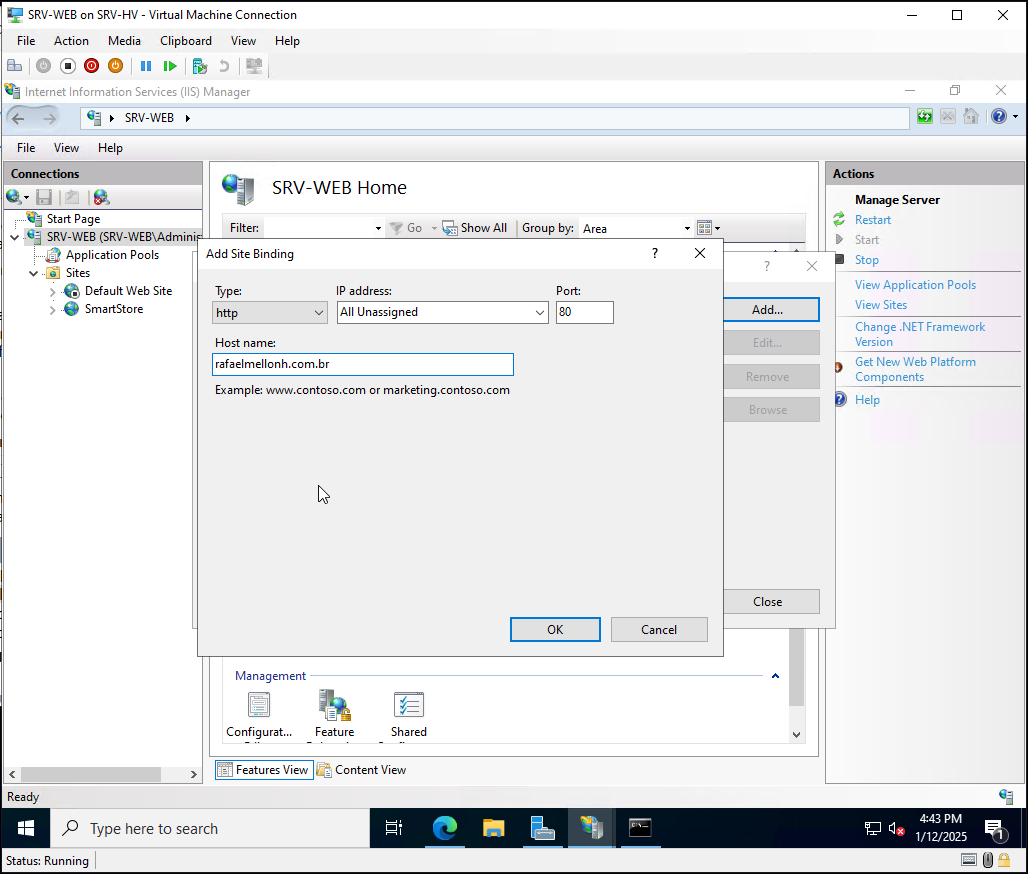 SRV-WEB on SRV-HV - Virtual Machine Connection
File Action Media Clipboard View Help
Internet Information Services (IIS) Manager
SRV-WEB
File View Help
Connections
Start Page
SRV-WEB (SRV-WEB\Adminis
Application Pools
Sites
Default Web Site
SmartStore
SRV-WEB Home
Filter: Go Show All Group by: Area
Add Site Binding
?
Type: IP address: Port:
http All Unassigned 80
Host name:
rafaelmellonh.com.br
Example: www.contoso.com or marketing.contoso.com
OK Cancel
?
Add...
Edit...
Remove
Browse
Close
Management
Configurat... Feature Shared
Features View Content View
Actions
Manage Server
Restart
Start
Stop
View Application Pools
View Sites
Change .NET Framework
Version
Get New Web Platform
Components
Help
Ready
Type here to search
4:43 PM
1/12/2025
1
Status: Running